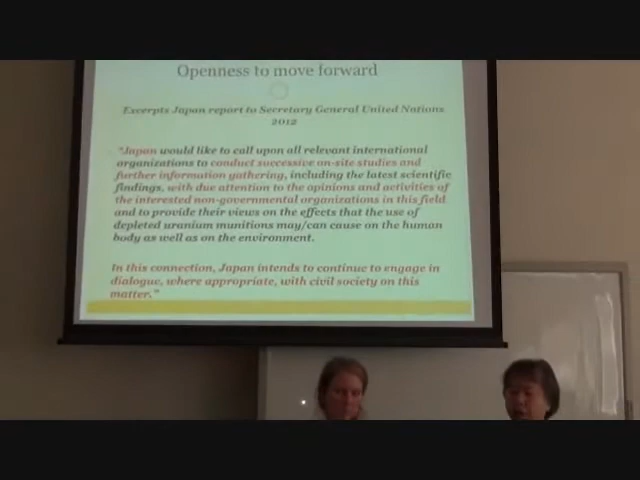 Openness to move forward
Excerpts Japan report to Secretary General United Nations
2012
"Japan would like to call upon all relevant international
organizations to conduct successive on-site studies and
further information gathering, including the latest scientific
findings, with due attention to the opinions and activities of
the interested non-governmental organizations in this field
and to provide their views on the effects that the use of
depleted uranium munitions may/can cause on the human
body as well as on the environment.
In this connection, Japan intends to continue to engage in
dialogue, where appropriate, with civil society on this
matter."